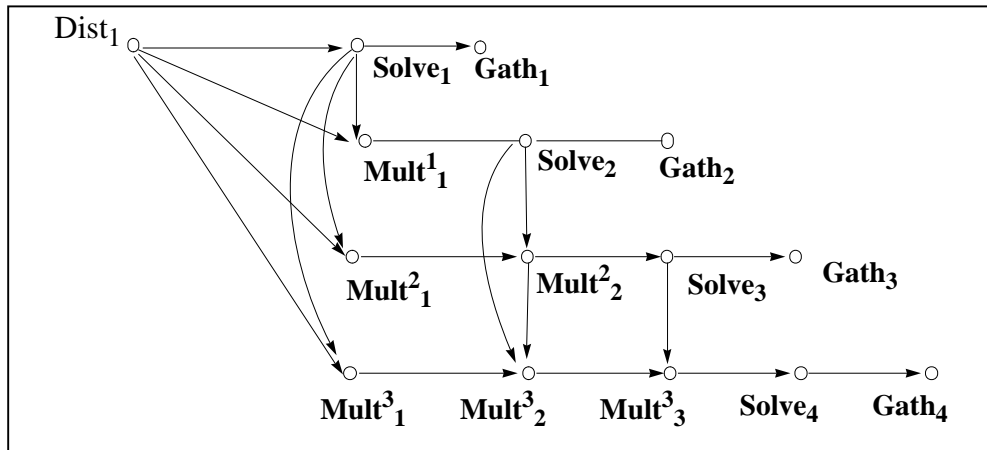 Dist₁
Solve₁ Gath₁
Mult¹₁ Solve₂ Gath₂
Mult²₁ Mult²₂ Solve₃ Gath₃
Mult³₁ Mult³₂ Mult³₃ Solve₄ Gath₄